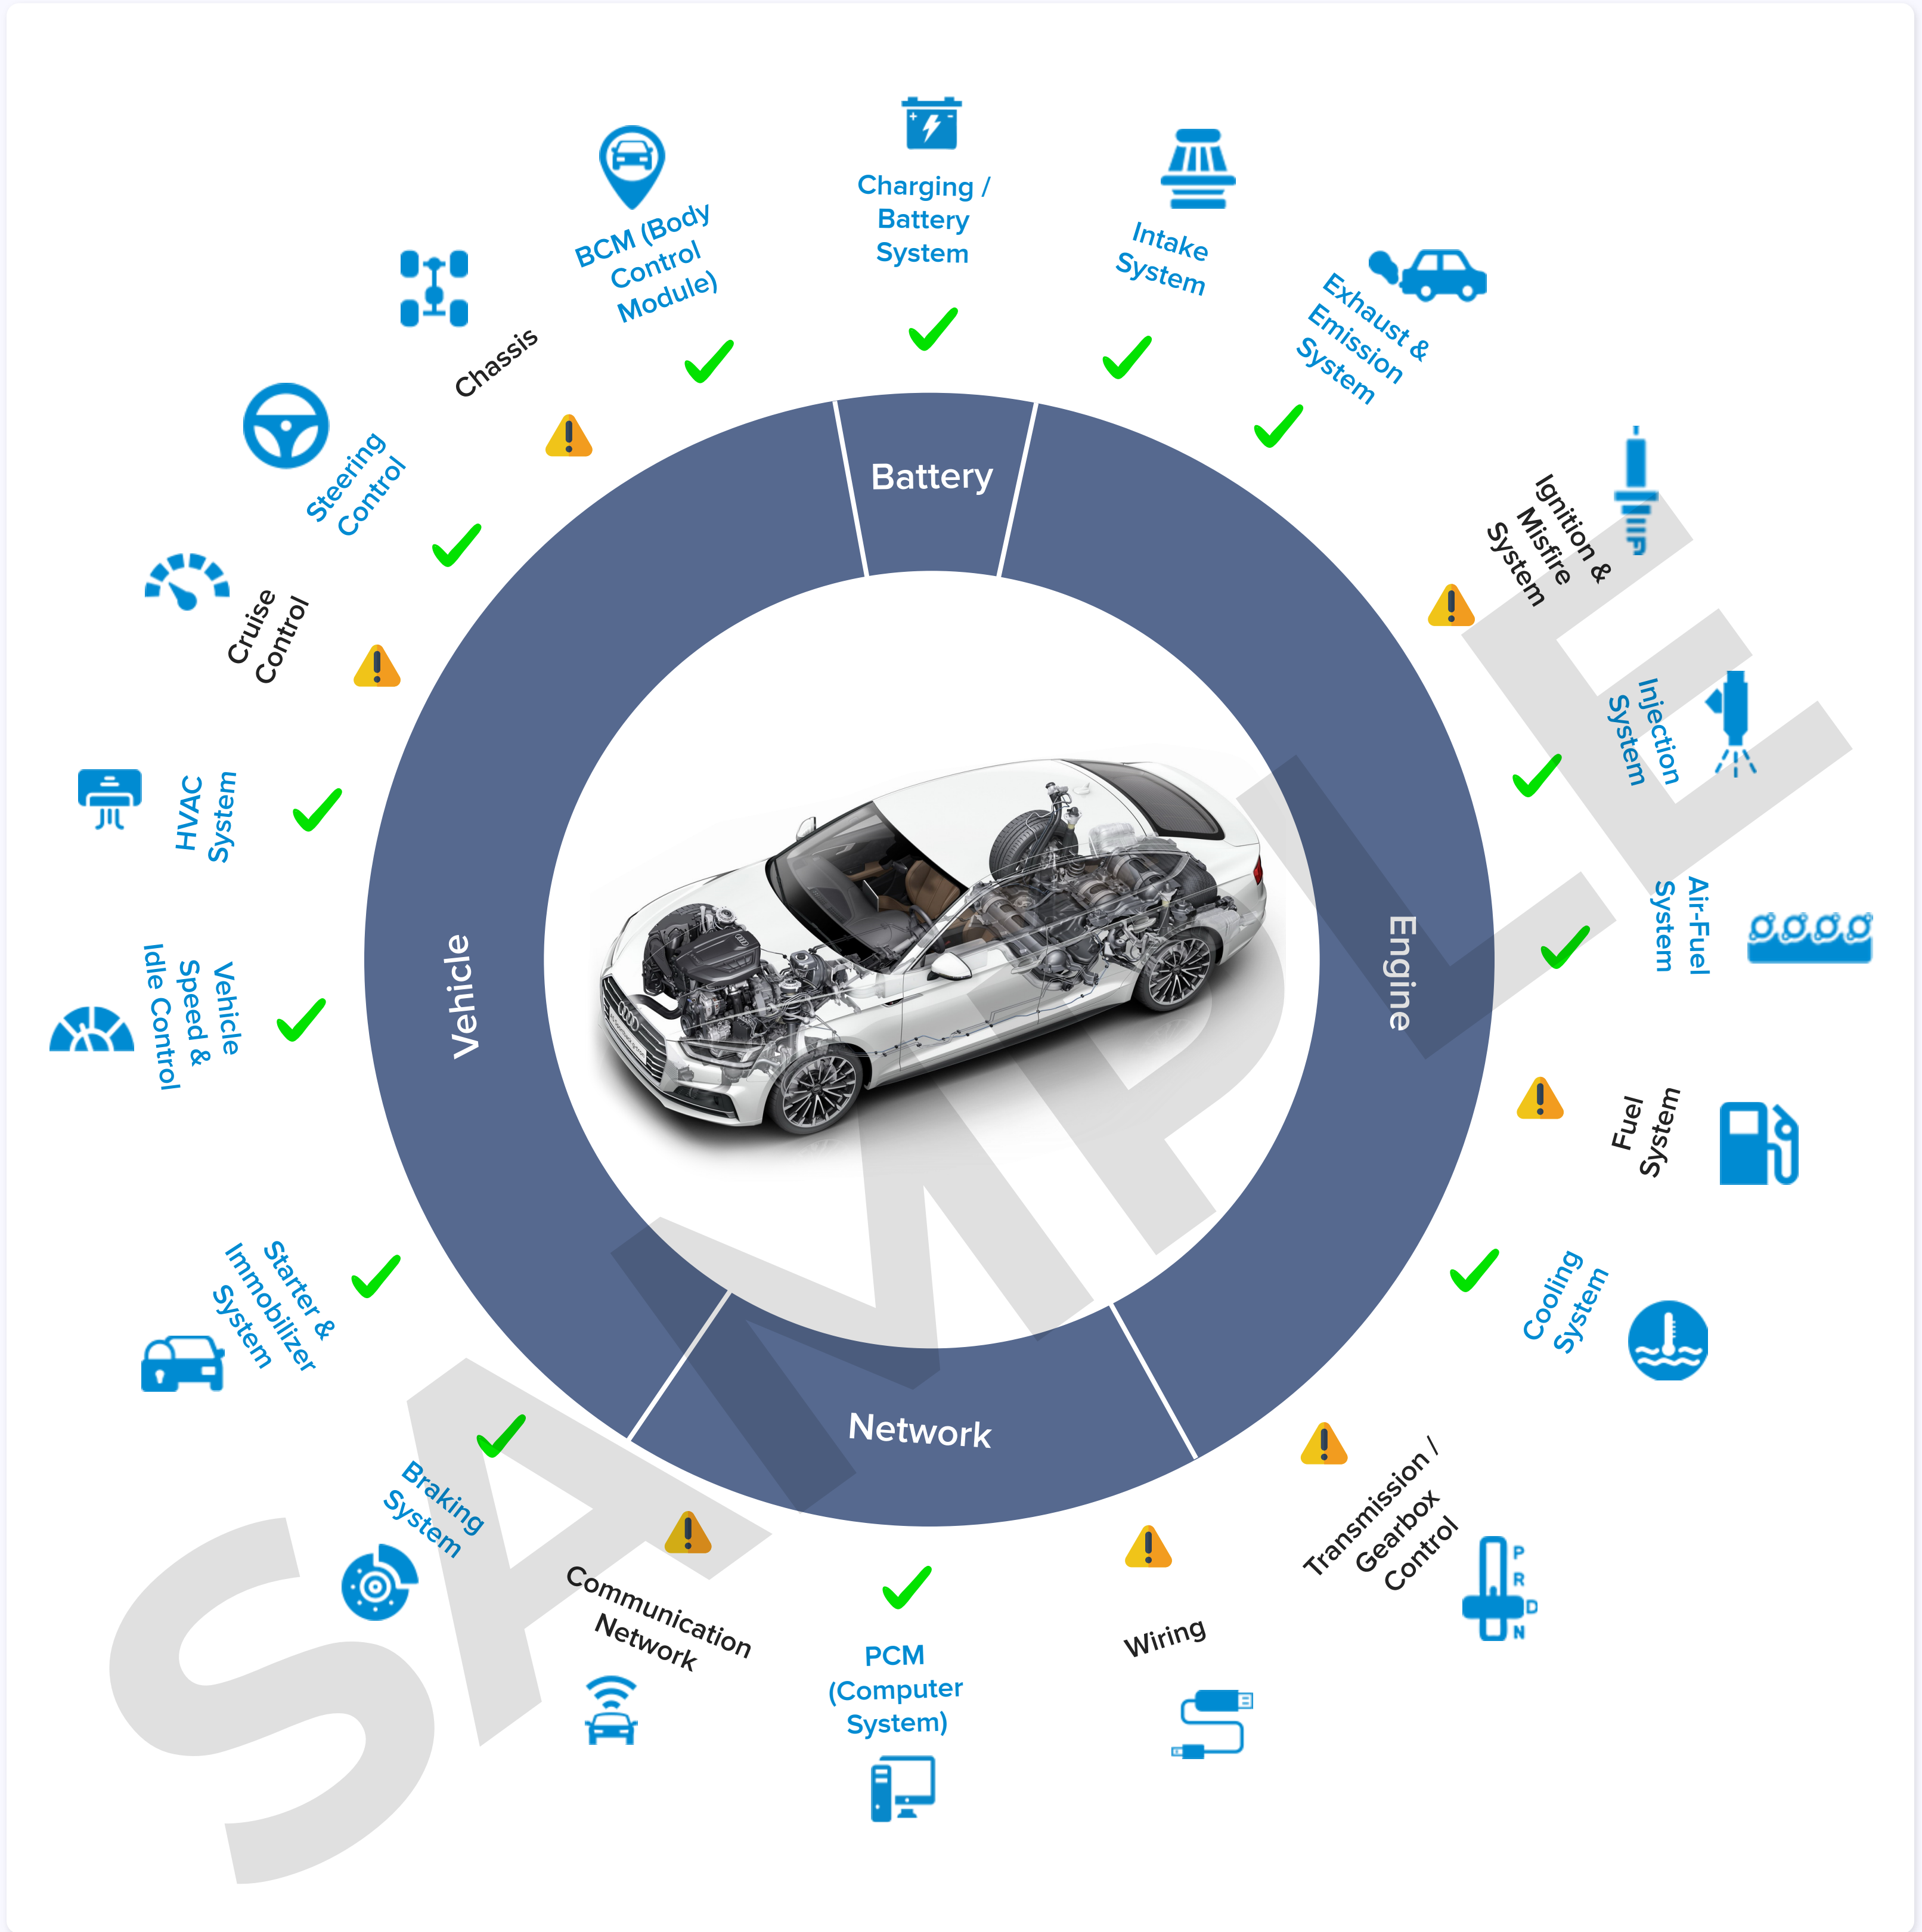 Charging /
Battery
System
Intake
System
Exhaust &
Emission
System
Ignition &
Misfire
System
Injection
System
Air-Fuel
System
Fuel
System
Cooling
System
Transmission /
Gearbox
Control
P
R
D
N
Wiring
PCM
(Computer
System)
Communication
Network
Braking
System
Starter &
Immobilizer
System
Vehicle
Speed &
Idle Control
HVAC
System
Cruise
Control
Steering
Control
Chassis
BCM (Body
Control
Module)
Battery
Engine
Network
Vehicle
SAMPLE